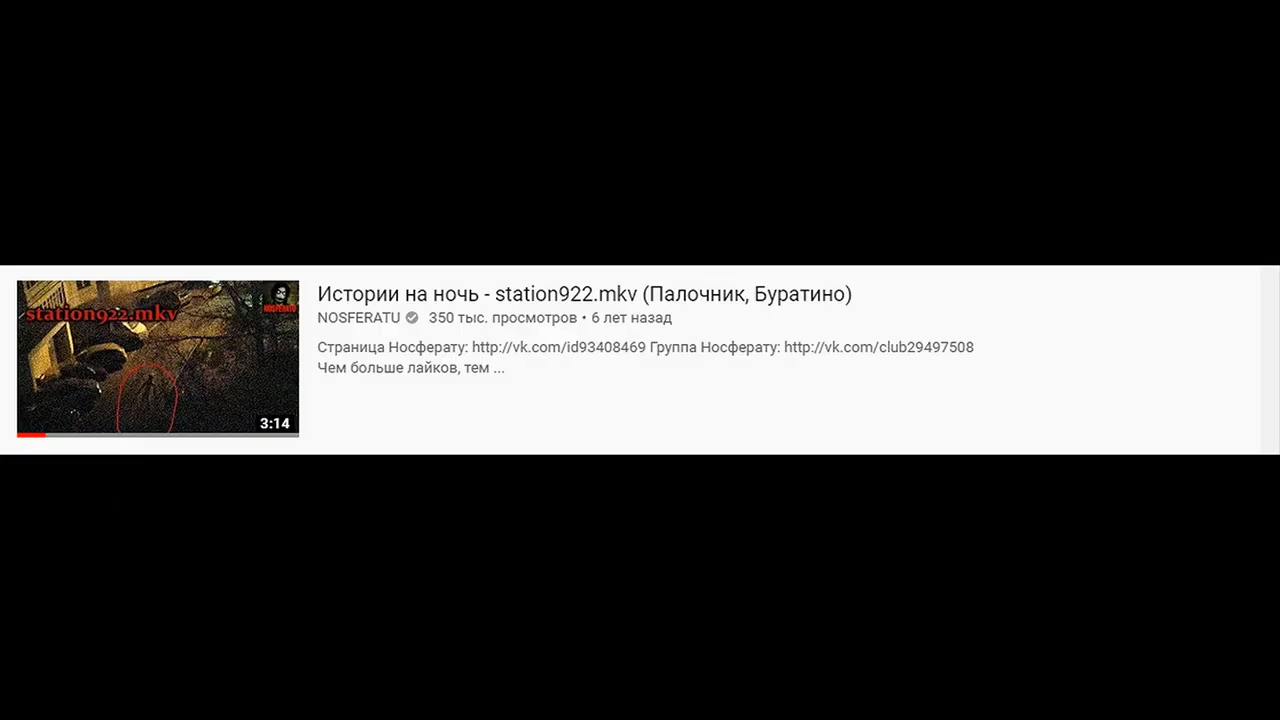 station922.mkv
NOSFERATU
3:14
Истории на ночь - station922.mkv (Палочник, Буратино)
NOSFERATU 350 тыс. просмотров • 6 лет назад
Страница Носферату: http://vk.com/id93408469 Группа Носферату: http://vk.com/club29497508
Чем больше лайков, тем ...